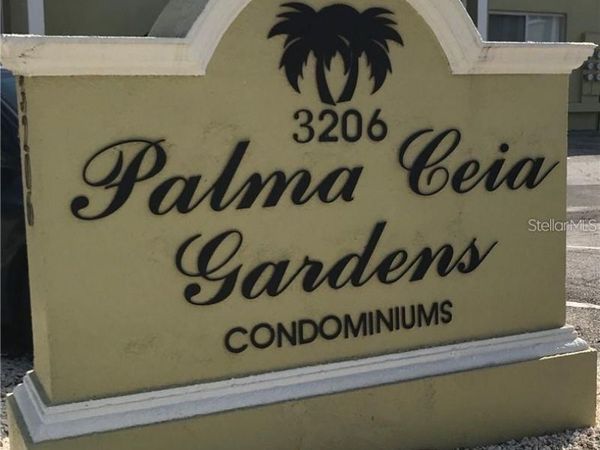 3206
Palma Ceia
Gardens
CONDOMINIUMS
StellarMLS